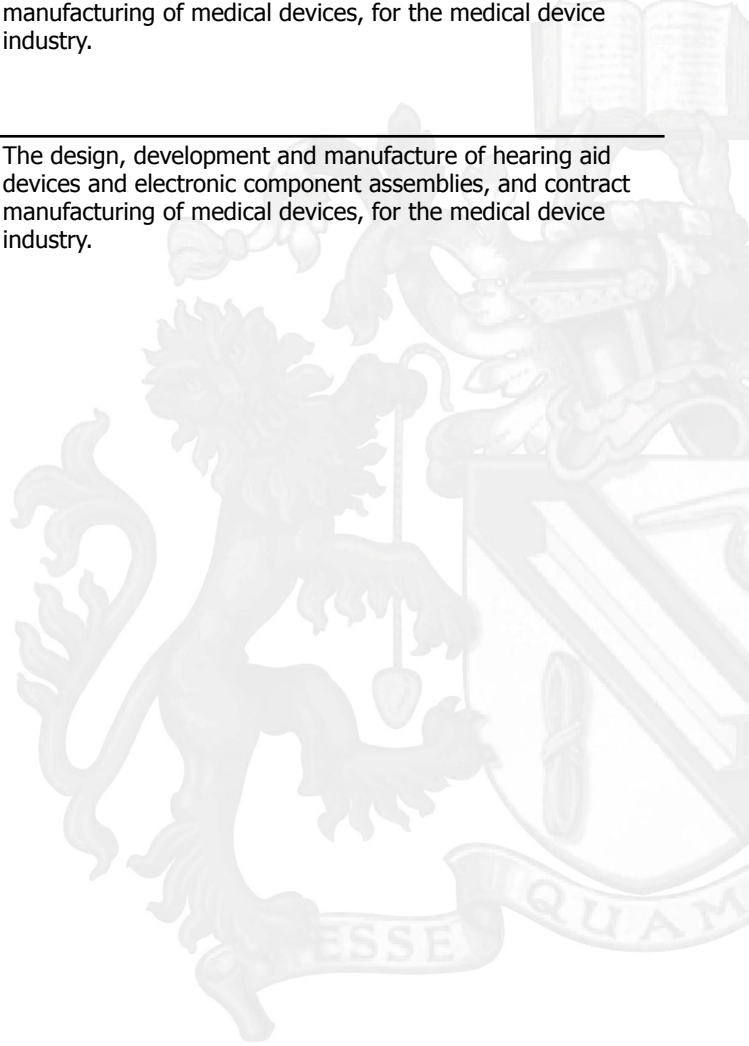 manufacturing of medical devices, for the medical device
industry.
The design, development and manufacture of hearing aid
devices and electronic component assemblies, and contract
manufacturing of medical devices, for the medical device
industry.
ESSE
QUAM